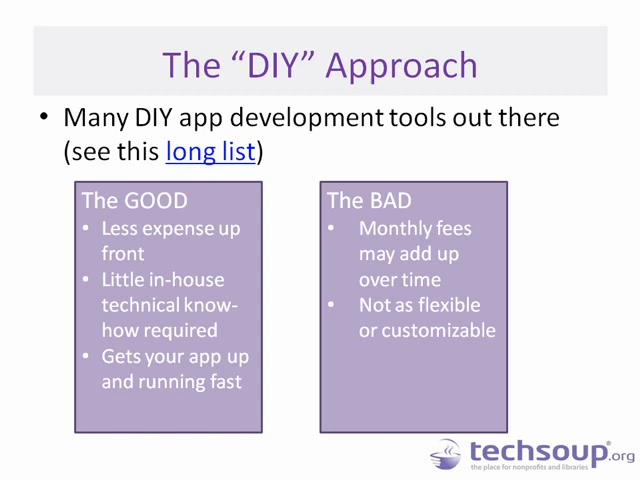 The “DIY” Approach
• Many DIY app development tools out there
(see this long list)
The GOOD
• Less expense up
front
• Little in-house
technical know-
how required
• Gets your app up
and running fast
The BAD
• Monthly fees
may add up
over time
• Not as flexible
or customizable
techsoup®.org
the place for nonprofits and libraries